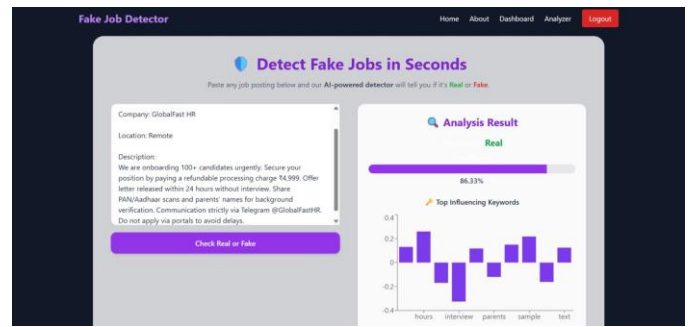 Fake Job Detector
Home About Dashboard Analyzer Logout
Detect Fake Jobs in Seconds
Paste any job posting below and our AI-powered detector will tell you if it's Real or Fake.
Company: GlobalFast HR
Location: Remote
Description:
We are onboarding 100+ candidates urgently. Secure your
position by paying a refundable processing charge ₹4,999. Offer
letter released within 24 hours without interview. Share
PAN/Aadhaar scans and parents' names for background
verification. Communication strictly via Telegram @GlobalFastHR.
Do not apply via portals to avoid delays.
Check Real or Fake
Analysis Result
Real
86.33%
Top Influencing Keywords
0.4
0.2
0
-0.2
-0.4
hours interview parents sample text